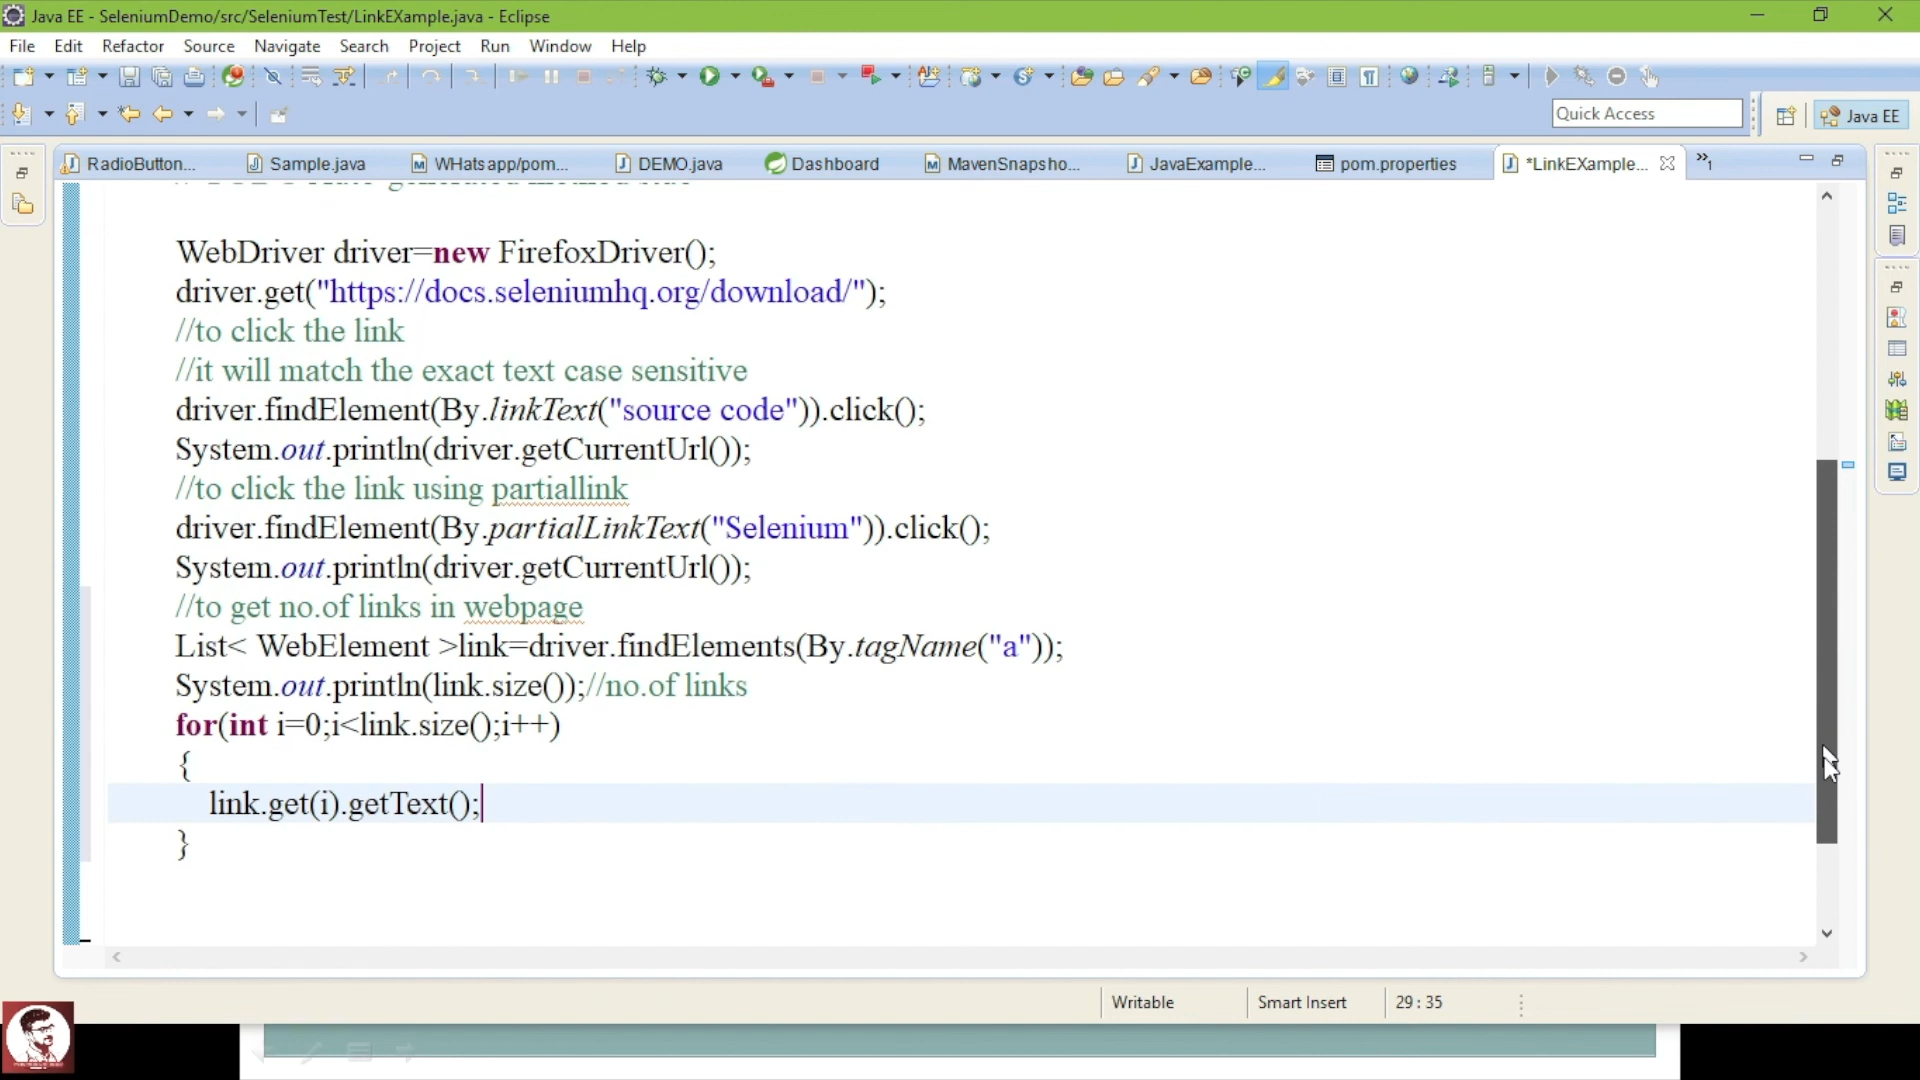 Java EE - SeleniumDemo/src/SeleniumTest/LinkEXample.java - Eclipse
File Edit Refactor Source Navigate Search Project Run Window Help
Quick Access
Java EE
RadioButton... Sample.java WHatsapp/pom... DEMO.java Dashboard MavenSnapsho... JavaExample... pom.properties *LinkEXample... »1
WebDriver driver=new FirefoxDriver();
driver.get("https://docs.seleniumhq.org/download/");
//to click the link
//it will match the exact text case sensitive
driver.findElement(By.linkText("source code")).click();
System.out.println(driver.getCurrentUrl());
//to click the link using partiallink
driver.findElement(By.partialLinkText("Selenium")).click();
System.out.println(driver.getCurrentUrl());
//to get no.of links in webpage
List< WebElement >link=driver.findElements(By.tagName("a"));
System.out.println(link.size());//no.of links
for(int i=0;i<link.size();i++)
{
link.get(i).getText();
}
Writable Smart Insert 29 : 35